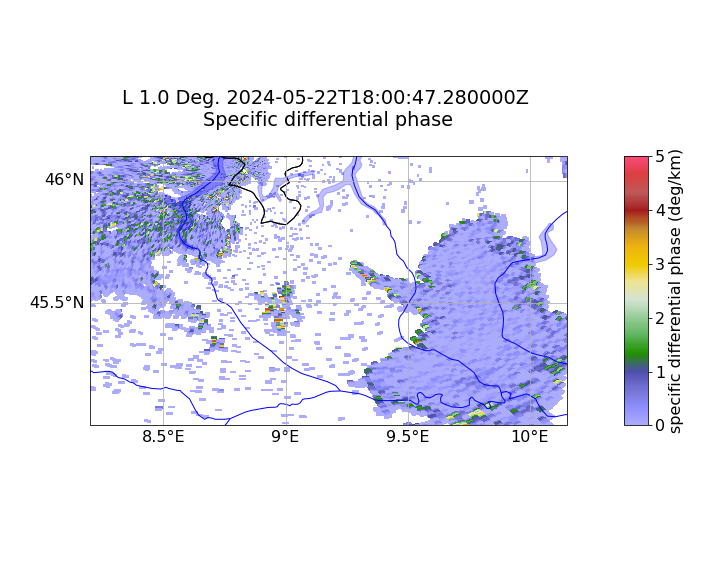 L 1.0 Deg. 2024-05-22T18:00:47.280000Z
Specific differential phase
46°N
45.5°N
8.5°E
9°E
9.5°E
10°E
5
4
3
2
1
0
specific differential phase (deg/km)